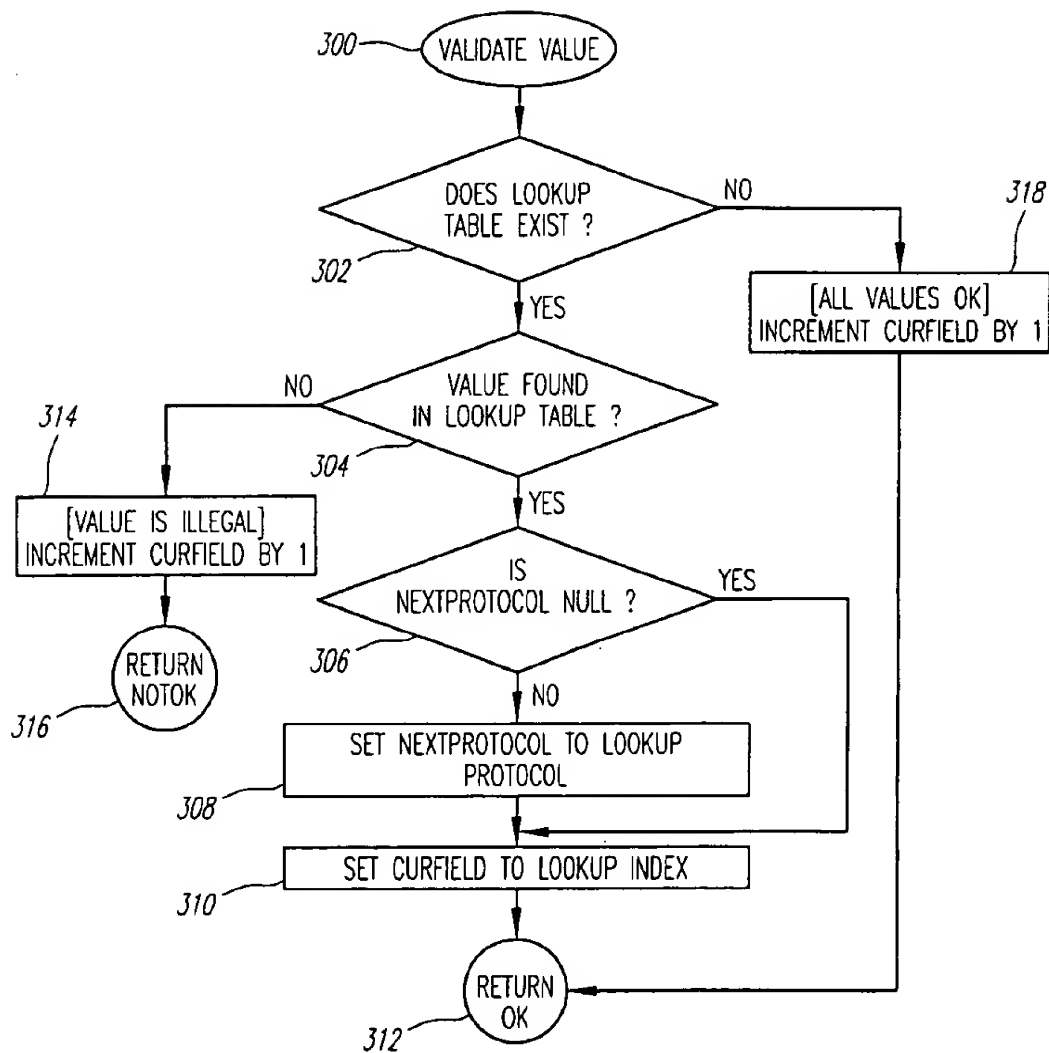 300
VALIDATE VALUE
DOES LOOKUP
TABLE EXIST ?
302
NO
318
[ALL VALUES OK]
INCREMENT CURFIELD BY 1
YES
VALUE FOUND
IN LOOKUP TABLE ?
304
NO
314
[VALUE IS ILLEGAL]
INCREMENT CURFIELD BY 1
RETURN
NOTOK
316
YES
IS
NEXTPROTOCOL NULL ?
306
YES
NO
SET NEXTPROTOCOL TO LOOKUP
PROTOCOL
308
SET CURFIELD TO LOOKUP INDEX
310
RETURN
OK
312